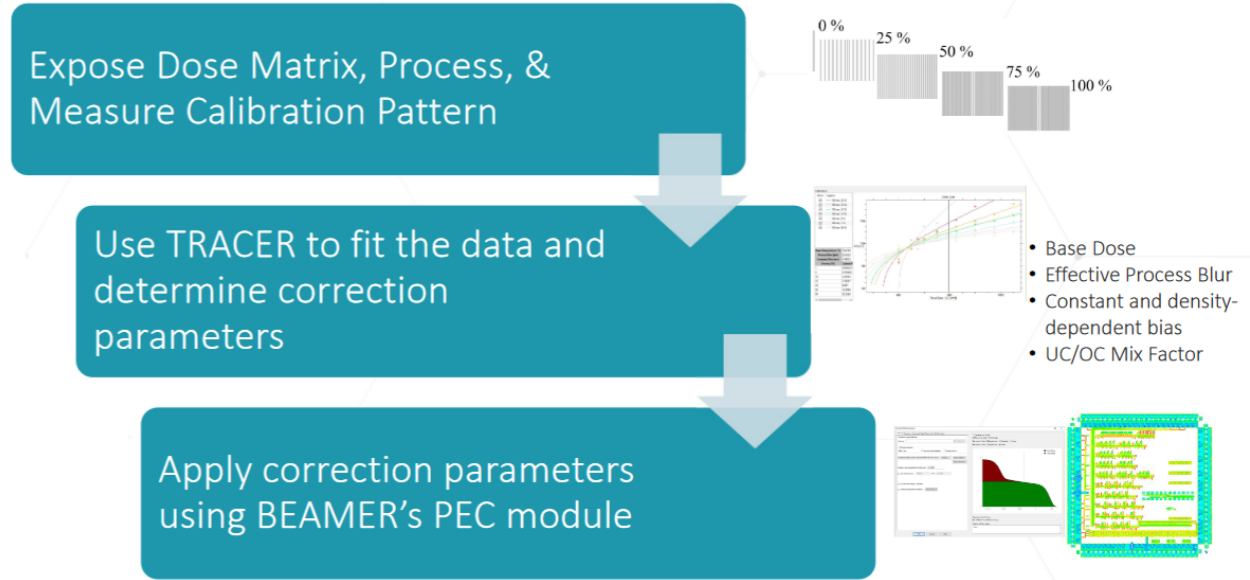 Expose Dose Matrix, Process, &
Measure Calibration Pattern
0 %
25 %
50 %
75 %
100 %
Use TRACER to fit the data and
determine correction
parameters
• Base Dose
• Effective Process Blur
• Constant and density-
dependent bias
• UC/OC Mix Factor
Apply correction parameters
using BEAMER’s PEC module